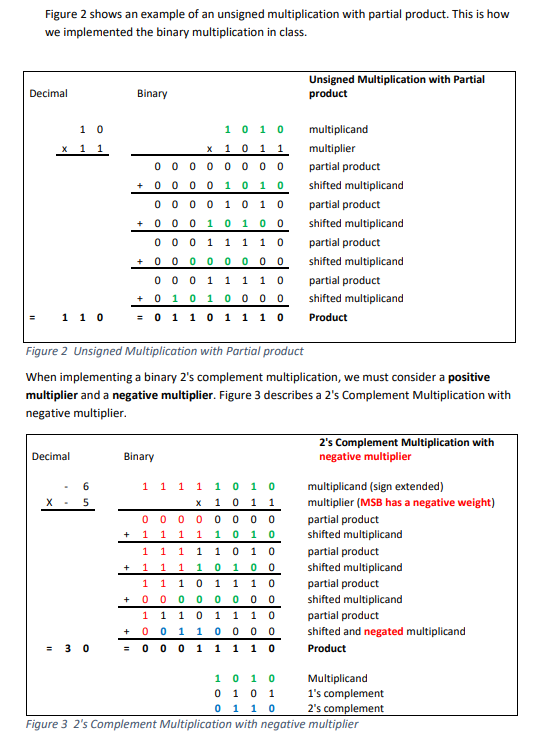 Figure 2 shows an example of an unsigned multiplication with partial product. This is how
we implemented the binary multiplication in class.
Decimal Binary Unsigned Multiplication with Partial
product
1 0 1 0 1 0 multiplicand
x 1 1 x 1 0 1 1 multiplier
0 0 0 0 0 0 0 0 partial product
+ 0 0 0 0 1 0 1 0 shifted multiplicand
0 0 0 0 1 0 1 0 partial product
+ 0 0 0 1 0 1 0 0 shifted multiplicand
0 0 0 1 1 1 1 0 partial product
+ 0 0 0 0 0 0 0 0 shifted multiplicand
0 0 0 1 1 1 1 0 partial product
+ 0 1 0 1 0 0 0 0 shifted multiplicand
= 1 1 0 = 0 1 1 0 1 1 1 0 Product
Figure 2 Unsigned Multiplication with Partial product
When implementing a binary 2's complement multiplication, we must consider a positive
multiplier and a negative multiplier. Figure 3 describes a 2's Complement Multiplication with
negative multiplier.
2's Complement Multiplication with
Decimal Binary negative multiplier
- 6 1 1 1 1 1 0 1 0 multiplicand (sign extended)
X - 5 x 1 0 1 1 multiplier (MSB has a negative weight)
0 0 0 0 0 0 0 0 partial product
+ 1 1 1 1 1 0 1 0 shifted multiplicand
1 1 1 1 1 0 1 0 partial product
+ 1 1 1 1 0 1 0 0 shifted multiplicand
1 1 1 0 1 1 1 0 partial product
+ 0 0 0 0 0 0 0 0 shifted multiplicand
1 1 1 0 1 1 1 0 partial product
+ 0 0 1 1 0 0 0 0 shifted and negated multiplicand
= 3 0 = 0 0 0 1 1 1 1 0 Product
1 0 1 0 Multiplicand
0 1 0 1 1's complement
0 1 1 0 2's complement
Figure 3 2's Complement Multiplication with negative multiplier